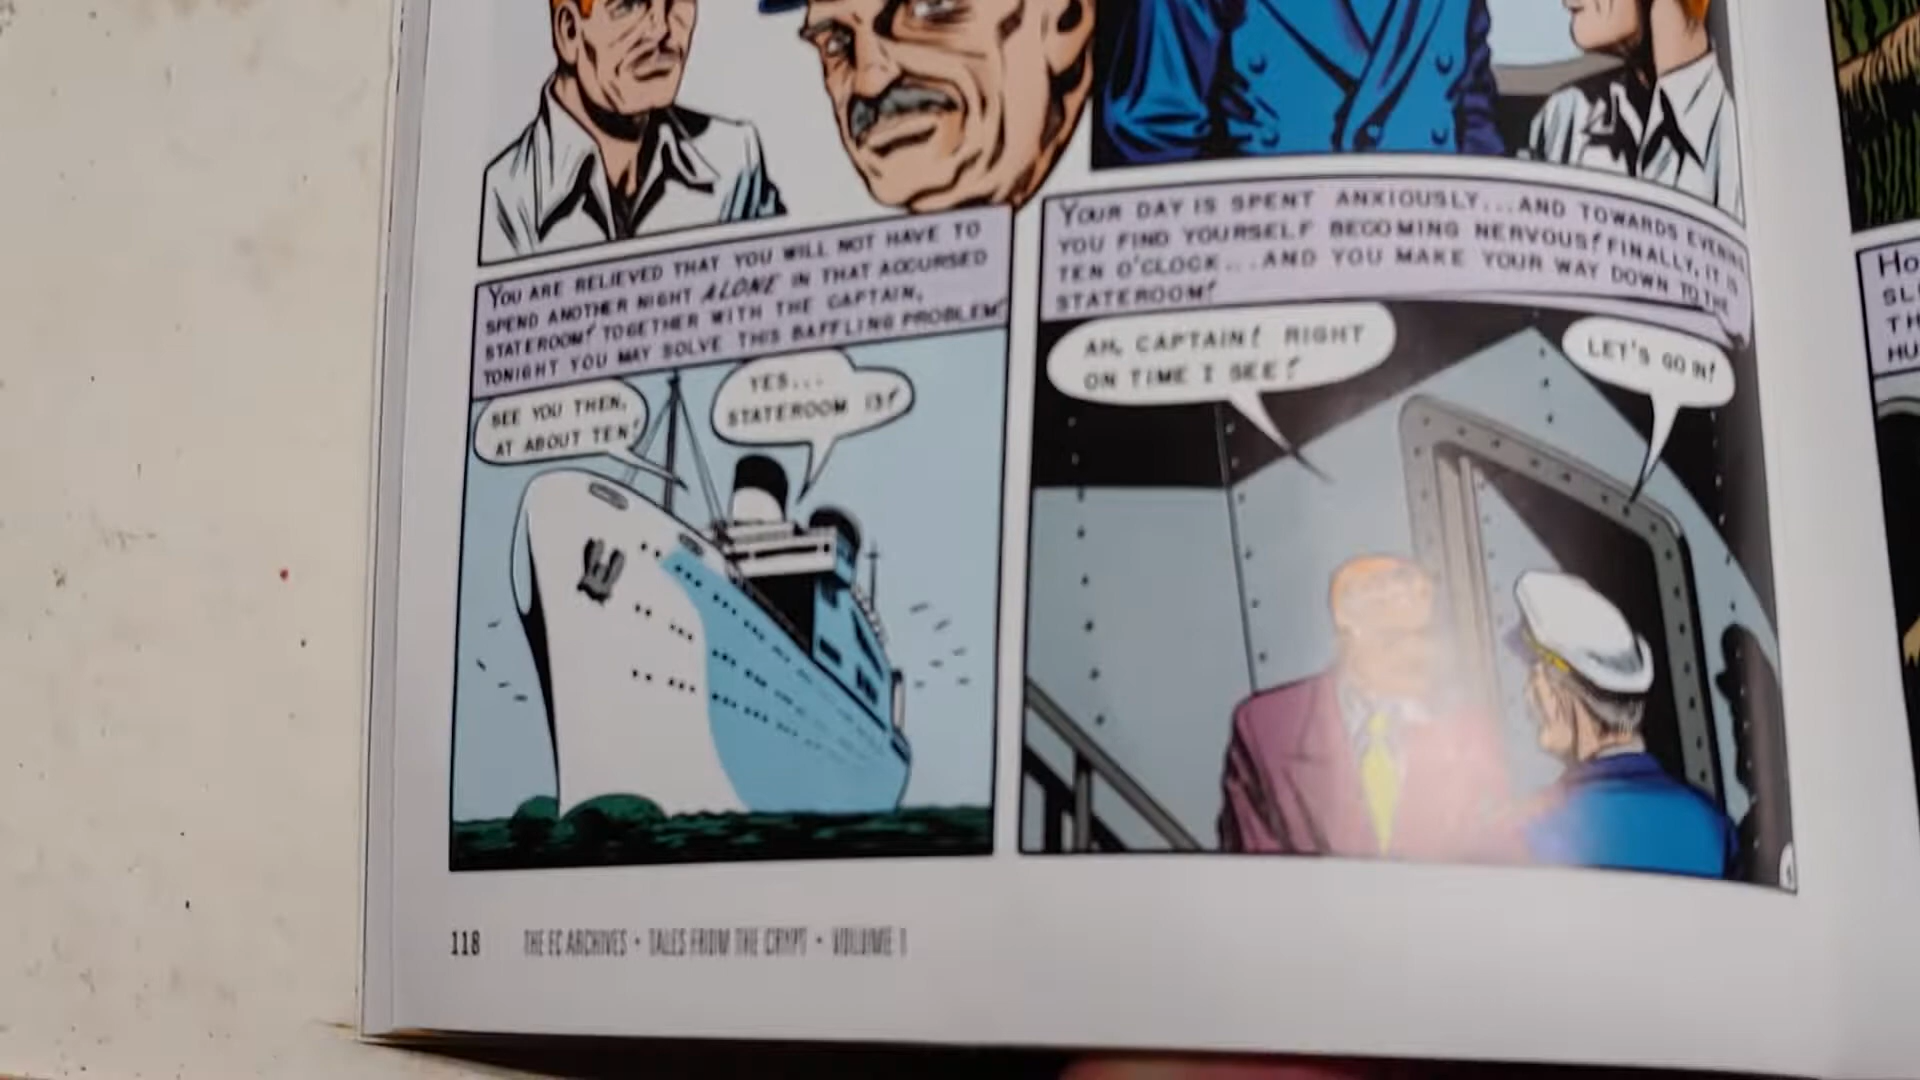 YOU ARE RELIEVED THAT YOU WILL NOT HAVE TO
SPEND ANOTHER NIGHT ALONE IN THAT ACCURSED
STATEROOM! TOGETHER WITH THE CAPTAIN,
TONIGHT YOU MAY SOLVE THIS BAFFLING PROBLEM!
SEE YOU THEN,
AT ABOUT TEN!
YES...
STATEROOM 13!
YOUR DAY IS SPENT ANXIOUSLY...AND TOWARDS EVENING
YOU FIND YOURSELF BECOMING NERVOUS! FINALLY, IT IS
TEN O'CLOCK...AND YOU MAKE YOUR WAY DOWN TO THE
STATEROOM!
AH, CAPTAIN! RIGHT
ON TIME I SEE!
LET'S GO IN!
118 THE EC ARCHIVES • TALES FROM THE CRYPT • VOLUME 1